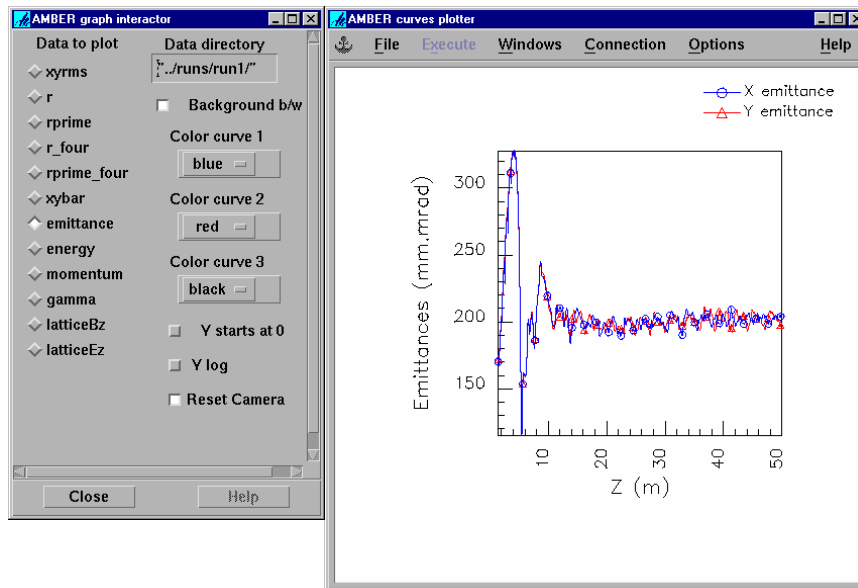 AMBER graph interactor
Data to plot
xyrms
r
rprime
r_four
rprime_four
xybar
emittance
energy
momentum
gamma
latticeBz
latticeEz
Data directory
"../runs/run1/"
Background b/w
Color curve 1
blue
Color curve 2
red
Color curve 3
black
Y starts at 0
Y log
Reset Camera
Close Help
AMBER curves plotter
File Execute Windows Connection Options Help
X emittance
Y emittance
Emittances (mm.mrad)
300
250
200
150
10 20 30 40 50
Z (m)